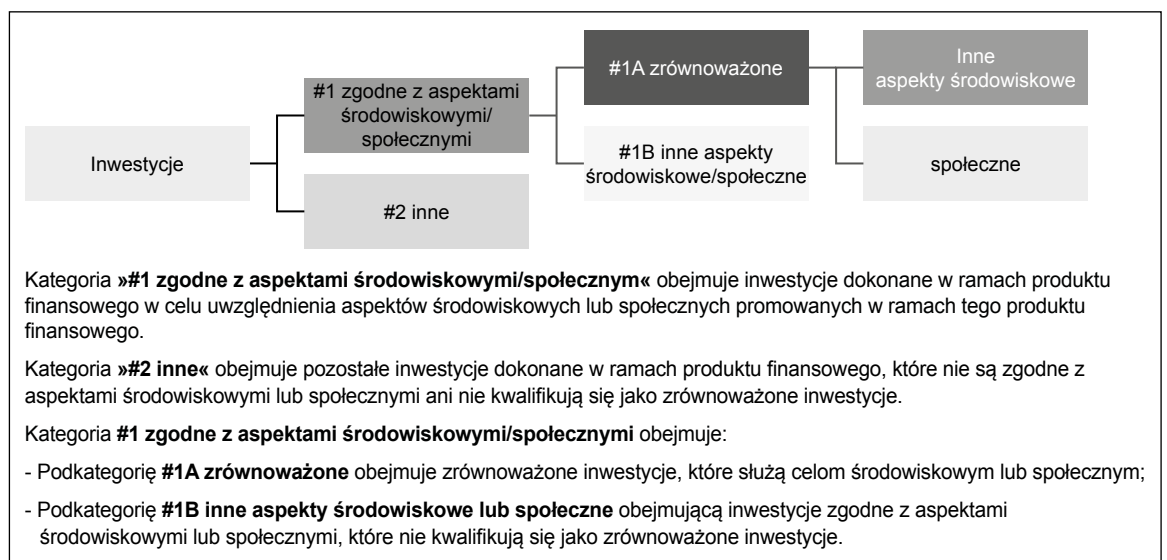 #1A zrównoważone
Inne
aspekty środowiskowe
#1 zgodne z aspektami
środowiskowymi/
społecznymi
Inwestycje
#1B inne aspekty
środowiskowe/społeczne
społeczne
#2 inne
Kategoria »#1 zgodne z aspektami środowiskowymi/społecznym« obejmuje inwestycje dokonane w ramach produktu
finansowego w celu uwzględnienia aspektów środowiskowych lub społecznych promowanych w ramach tego produktu
finansowego.
Kategoria »#2 inne« obejmuje pozostałe inwestycje dokonane w ramach produktu finansowego, które nie są zgodne z
aspektami środowiskowymi lub społecznymi ani nie kwalifikują się jako zrównoważone inwestycje.
Kategoria #1 zgodne z aspektami środowiskowymi/społecznymi obejmuje:
- Podkategorię #1A zrównoważone obejmuje zrównoważone inwestycje, które służą celom środowiskowym lub społecznym;
- Podkategorię #1B inne aspekty środowiskowe lub społeczne obejmującą inwestycje zgodne z aspektami
środowiskowymi lub społecznymi, które nie kwalifikują się jako zrównoważone inwestycje.